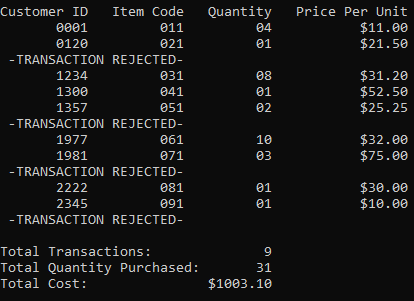 Customer ID   Item Code   Quantity   Price Per Unit
0001   011   04   $11.00
0120   021   01   $21.50
-TRANSACTION REJECTED-
1234   031   08   $31.20
1300   041   01   $52.50
1357   051   02   $25.25
-TRANSACTION REJECTED-
1977   061   10   $32.00
1981   071   03   $75.00
-TRANSACTION REJECTED-
2222   081   01   $30.00
2345   091   01   $10.00
-TRANSACTION REJECTED-
Total Transactions:   9
Total Quantity Purchased:   31
Total Cost:   $1003.10